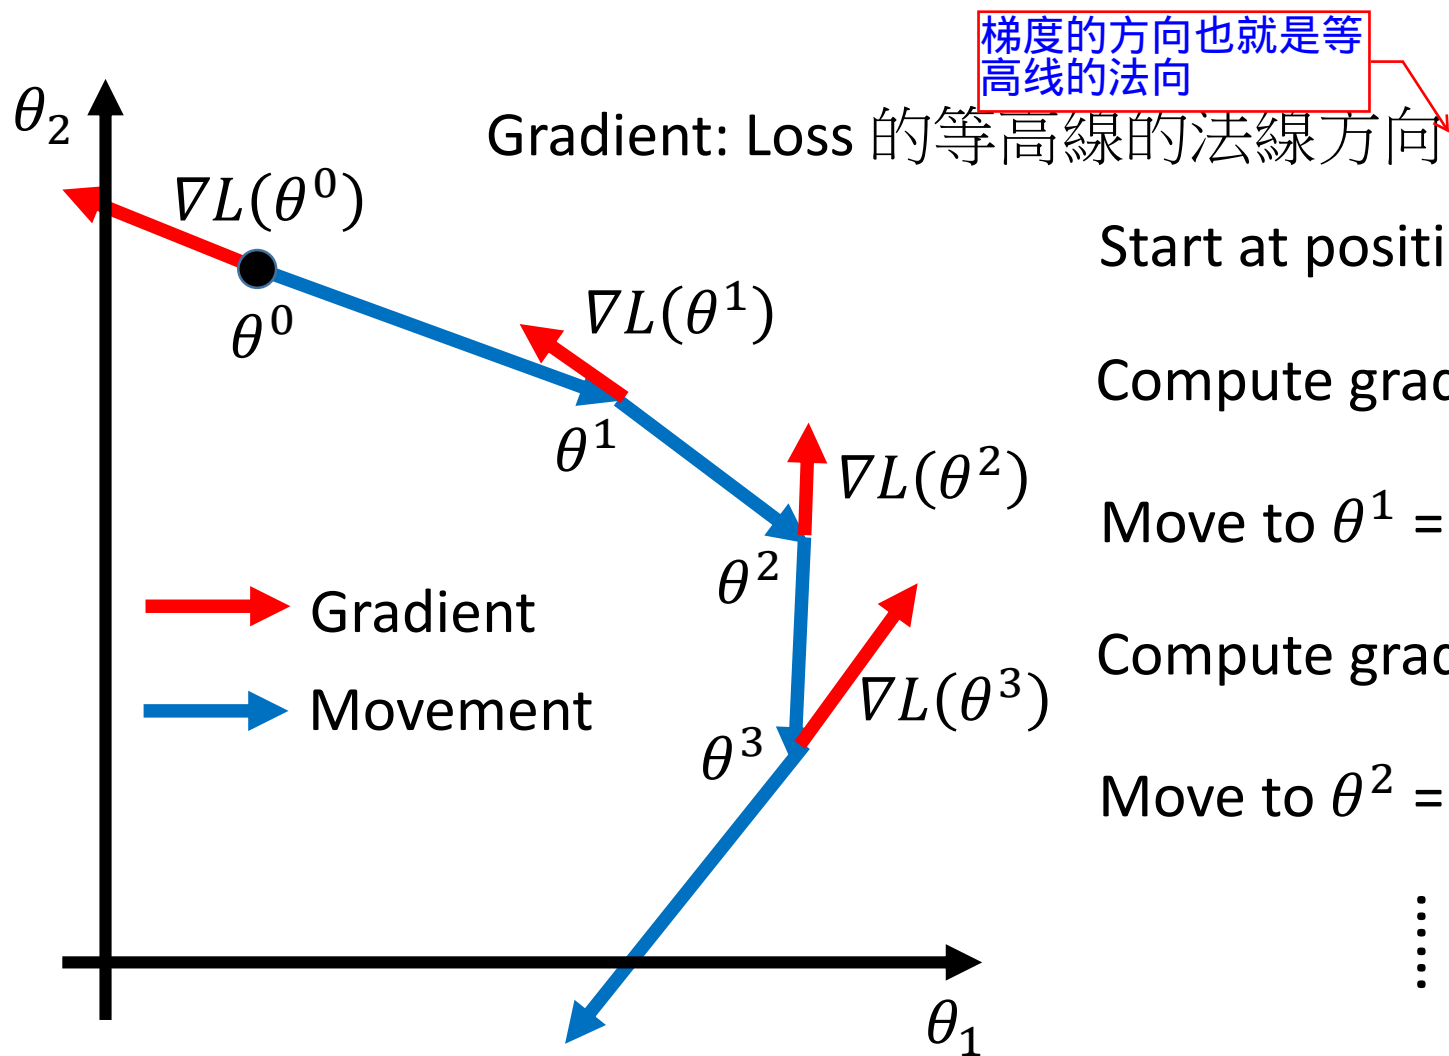 梯度的方向也就是等
高线的法向
θ₂
Gradient: Loss 的等高線的法線方向
∇L(θ⁰)
Start at positi
∇L(θ¹)
θ⁰
Compute grad
θ¹
∇L(θ²)
Move to θ¹ =
θ²
Gradient
Compute grad
∇L(θ³)
Movement
θ³
Move to θ² =
……
θ₁